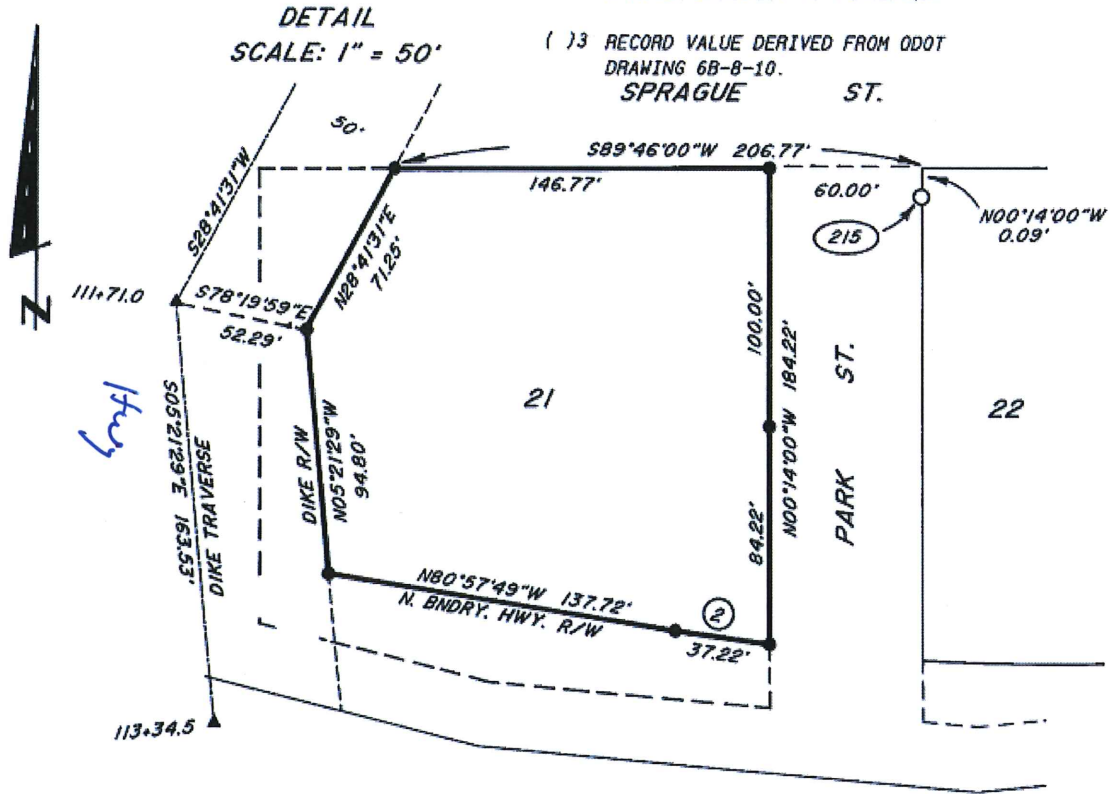 DETAIL
SCALE: 1" = 50'
( )3 RECORD VALUE DERIVED FROM ODOT
DRAWING 6B-8-10.
SPRAGUE ST.
50'
S89°46'00"W 206.77'
146.77'
60.00'
N00°14'00"W
0.09'
215
S28°41'31"W
N28°41'31"E
71.25'
111+71.0
S78°19'59"E
52.29'
Z
Hwy
S05°21'29"E 163.53'
DIKE TRAVERSE
DIKE R/W
N05°21'29"W
94.80'
21
100.00'
84.22'
N00°14'00"W 184.22'
PARK ST.
22
N80°57'49"W 137.72'
N. BNDRY. HWY. R/W
2
37.22'
113+34.5